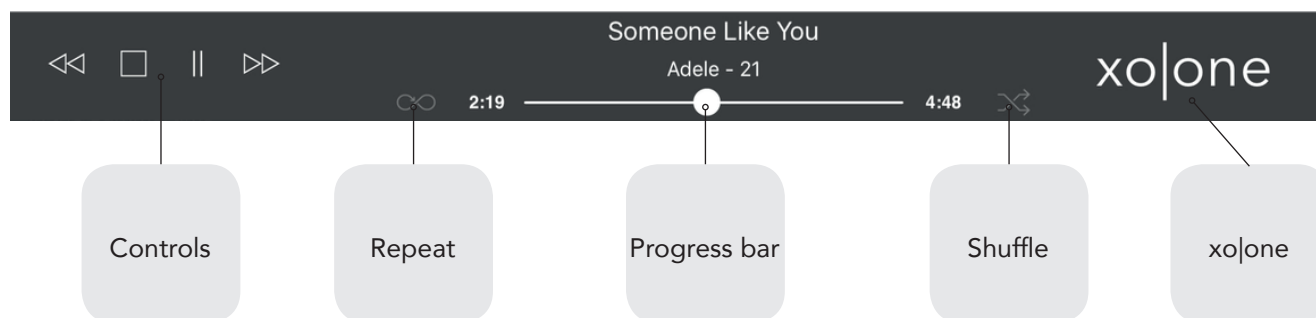 Someone Like You
Adele - 21
xo|one
2:19 4:48
Controls Repeat Progress bar Shuffle xo|one